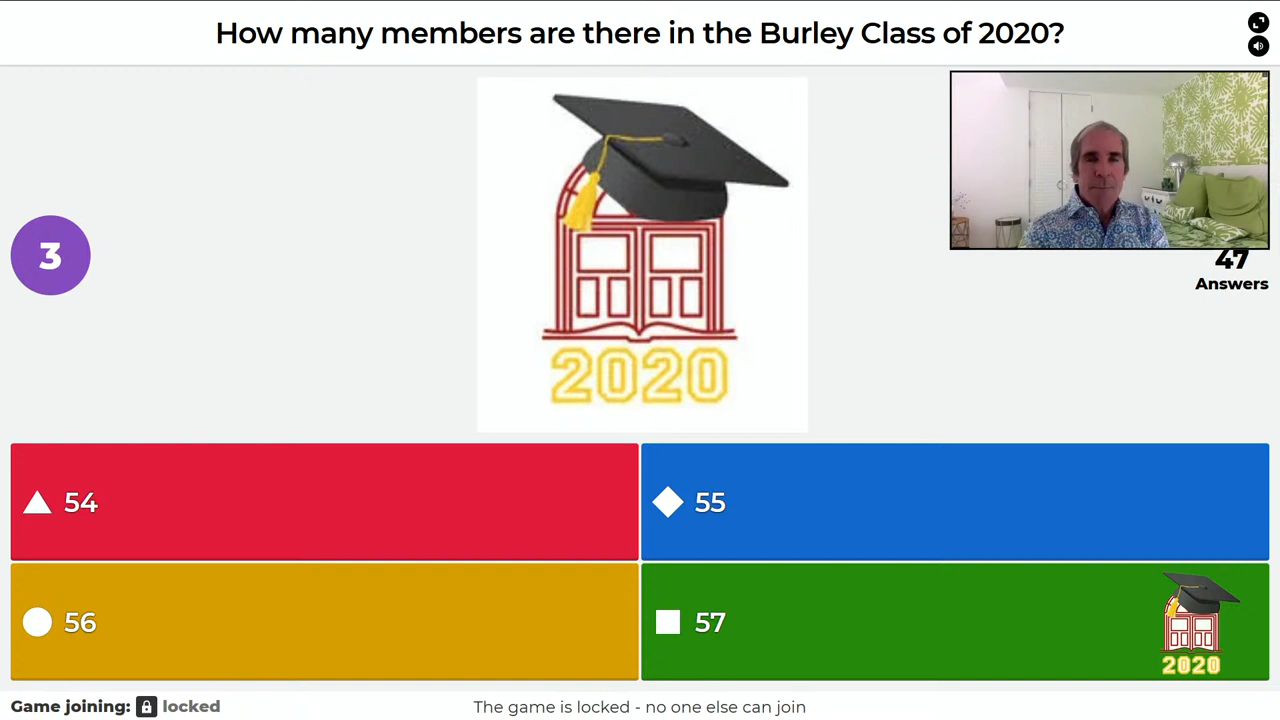 How many members are there in the Burley Class of 2020?
3
2020
47
Answers
54
55
56
57
2020
Game joining: locked
The game is locked - no one else can join